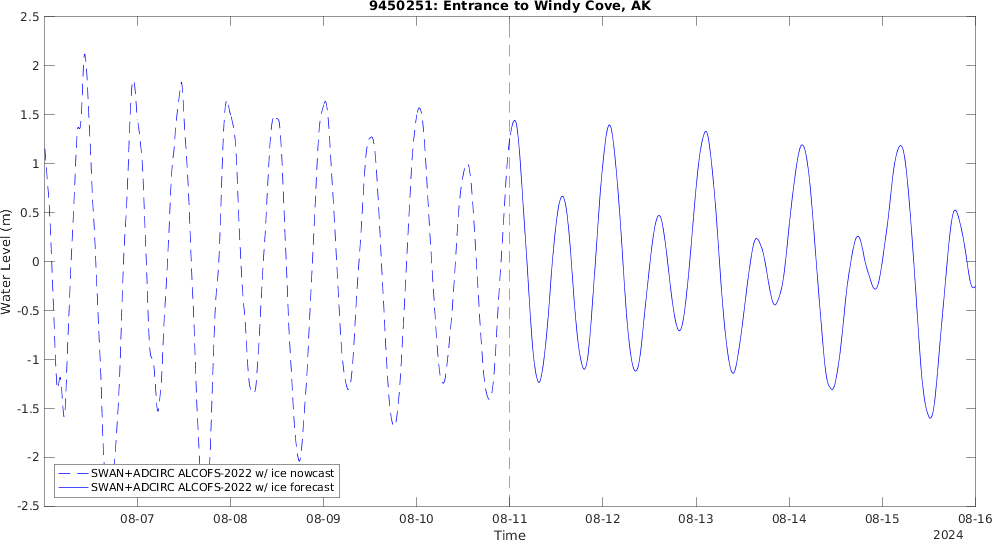 9450251: Entrance to Windy Cove, AK
2.5
2
1.5
1
0.5
0
-0.5
-1
-1.5
-2
-2.5
Water Level (m)
SWAN+ADCIRC ALCOFS-2022 w/ ice nowcast
SWAN+ADCIRC ALCOFS-2022 w/ ice forecast
08-07 08-08 08-09 08-10 08-11 08-12 08-13 08-14 08-15 08-16
Time
2024